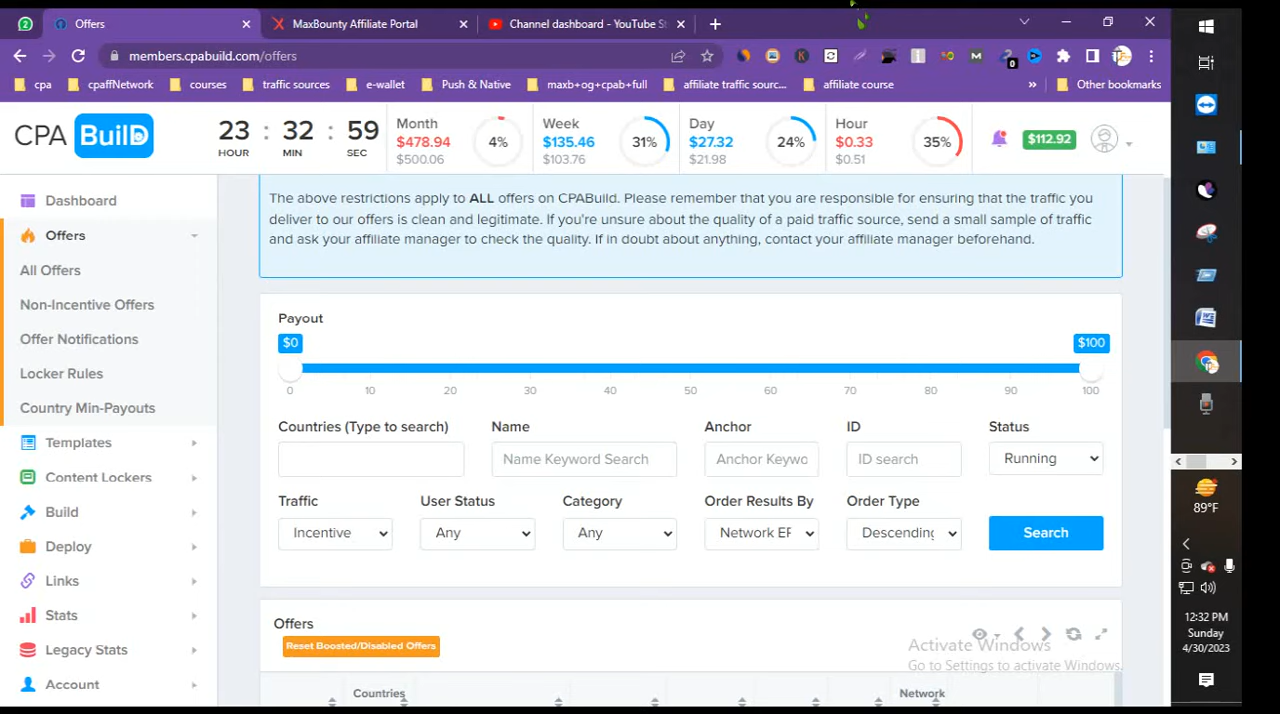 2
Offers
MaxBounty Affiliate Portal
Channel dashboard - YouTube St
members.cpabuild.com/offers
K
M
0
cpa
cpaffNetwork
courses
traffic sources
e-wallet
Push & Native
maxb+og+cpab+full
affiliate traffic sourc...
affiliate course
»
Other bookmarks
CPA BuilD
23 : 32 : 59
HOUR MIN SEC
Month
$478.94
$500.06
4%
Week
$135.46
$103.76
31%
Day
$27.32
$21.98
24%
Hour
$0.33
$0.51
35%
$112.92
Dashboard
Offers
All Offers
Non-Incentive Offers
Offer Notifications
Locker Rules
Country Min-Payouts
Templates
Content Lockers
Build
Deploy
Links
Stats
Legacy Stats
Account
The above restrictions apply to ALL offers on CPABuild. Please remember that you are responsible for ensuring that the traffic you
deliver to our offers is clean and legitimate. If you're unsure about the quality of a paid traffic source, send a small sample of traffic
and ask your affiliate manager to check the quality. If in doubt about anything, contact your affiliate manager beforehand.
Payout
$0 $100
0 10 20 30 40 50 60 70 80 90 100
Countries (Type to search) Name Anchor ID Status
Name Keyword Search Anchor Keywo ID search Running
Traffic User Status Category Order Results By Order Type
Incentive Any Any Network EP Descending Search
Offers
Reset Boosted/Disabled Offers
Countries Network
Activate Windows
Go to Settings to activate Windows.
89°F
12:32 PM
Sunday
4/30/2023